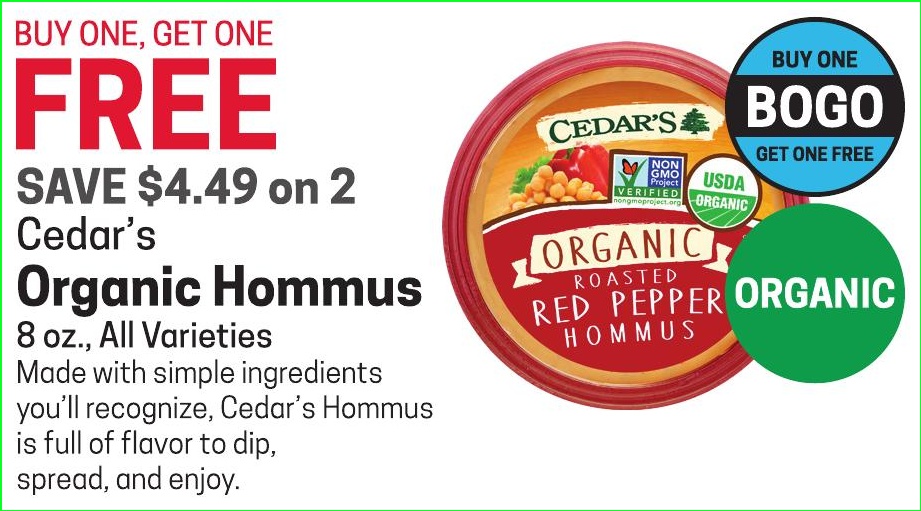 BUY ONE, GET ONE
FREE
SAVE $4.49 on 2
Cedar's
Organic Hommus
8 oz., All Varieties
Made with simple ingredients
you'll recognize, Cedar's Hommus
is full of flavor to dip,
spread, and enjoy.
CEDAR'S
NON
GMO
Project
VERIFIED
nongmoproject.org
USDA
ORGANIC
ORGANIC
ROASTED
RED PEPPER
HOMMUS
BUY ONE
BOGO
GET ONE FREE
ORGANIC